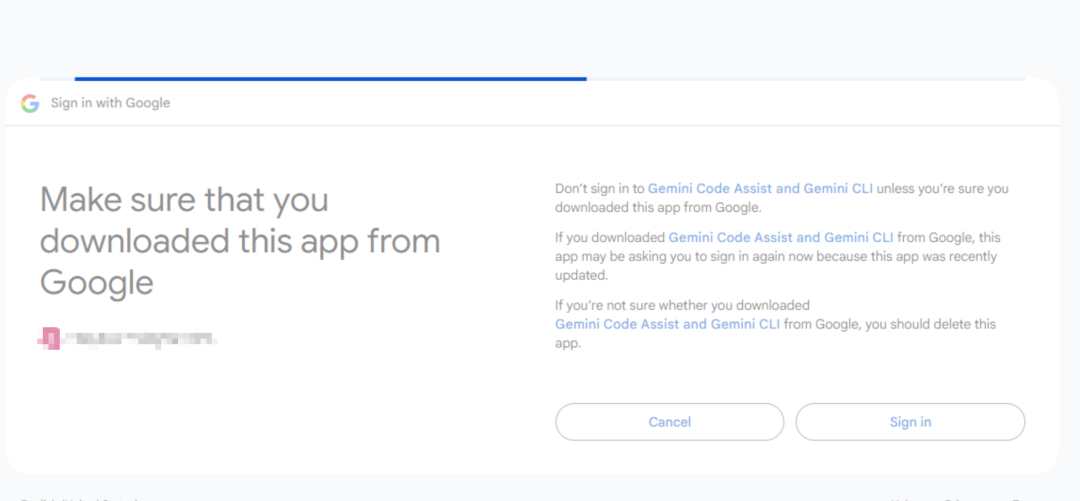 Sign in with Google
Make sure that you
downloaded this app from
Google
Don't sign in to Gemini Code Assist and Gemini CLI unless you're sure you
downloaded this app from Google.
If you downloaded Gemini Code Assist and Gemini CLI from Google, this
app may be asking you to sign in again now because this app was recently
updated.
If you're not sure whether you downloaded
Gemini Code Assist and Gemini CLI from Google, you should delete this
app.
Cancel
Sign in